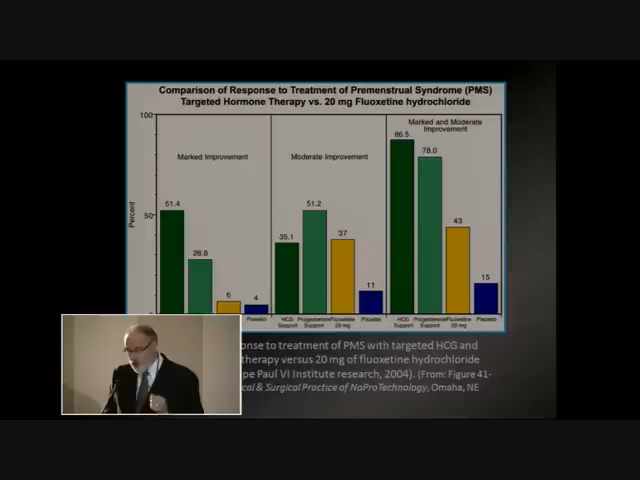 Comparison of Response to Treatment of Premenstrual Syndrome (PMS)
Targeted Hormone Therapy vs. 20 mg Fluoxetine hydrochloride
Percent
100
50
Marked Improvement
51.4
26.8
6
4
Placebo
Moderate Improvement
35.1
51.2
37
11
HCG Support
Progesterone Support
Fluoxetine 20 mg
Placebo
Marked and Moderate
Improvement
86.5
78.0
43
15
HCG Support
Progesterone Support
Fluoxetine 20 mg
Placebo
onse to treatment of PMS with targeted HCG and
therapy versus 20 mg of fluoxetine hydrochloride
pe Paul VI Institute research, 2004). (From: Figure 41-
cal & Surgical Practice of NaProTechnology, Omaha, NE